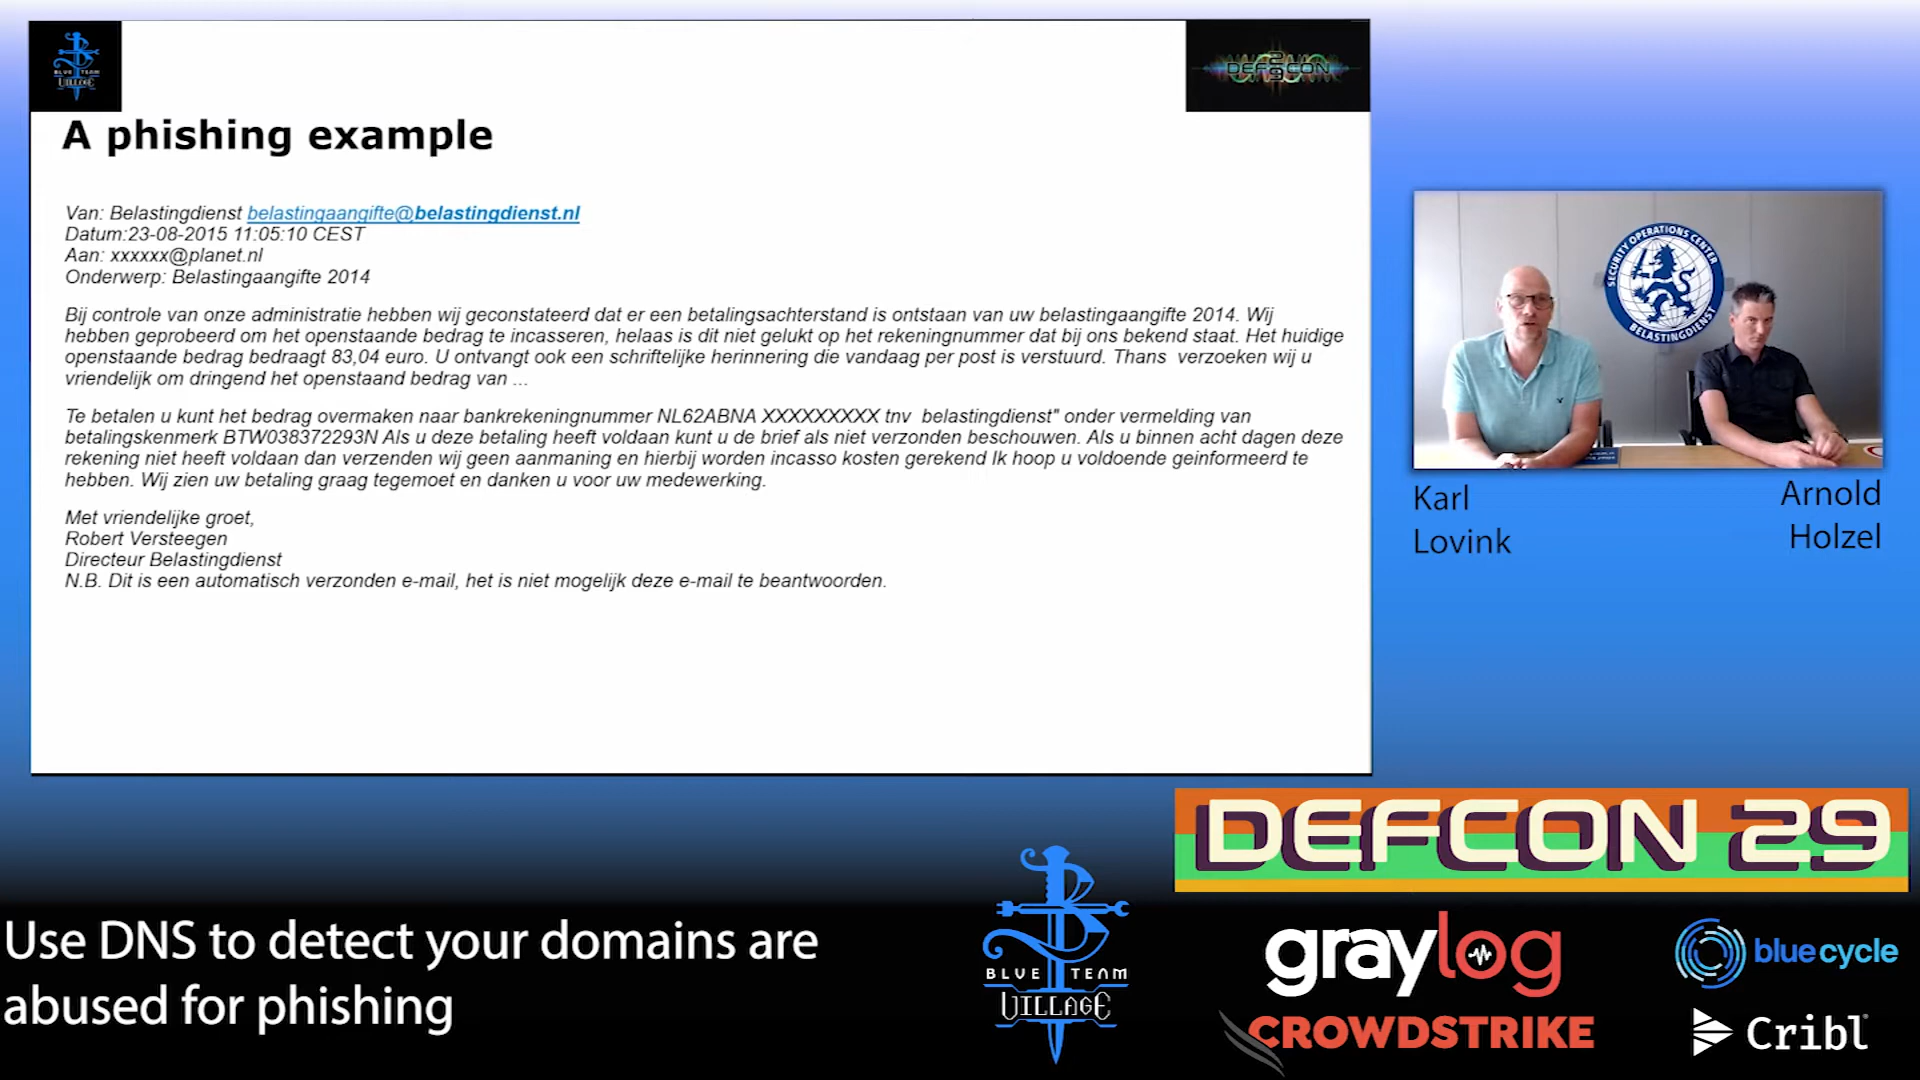 BLUE TEAM
VILLAGE
DEF CON
29
A phishing example
Van: Belastingdienst belastingaangifte@belastingdienst.nl
Datum:23-08-2015 11:05:10 CEST
Aan: xxxxxx@planet.nl
Onderwerp: Belastingaangifte 2014
Bij controle van onze administratie hebben wij geconstateerd dat er een betalingsachterstand is ontstaan van uw belastingaangifte 2014. Wij
hebben geprobeerd om het openstaande bedrag te incasseren, helaas is dit niet gelukt op het rekeningnummer dat bij ons bekend staat. Het huidige
openstaande bedrag bedraagt 83,04 euro. U ontvangt ook een schriftelijke herinnering die vandaag per post is verstuurd. Thans  verzoeken wij u
vriendelijk om dringend het openstaand bedrag van ...
Te betalen u kunt het bedrag overmaken naar bankrekeningnummer NL62ABNA XXXXXXXXX tnv  belastingdienst" onder vermelding van
betalingskenmerk BTW038372293N Als u deze betaling heeft voldaan kunt u de brief als niet verzonden beschouwen. Als u binnen acht dagen deze
rekening niet heeft voldaan dan verzenden wij geen aanmaning en hierbij worden incasso kosten gerekend Ik hoop u voldoende geinformeerd te
hebben. Wij zien uw betaling graag tegemoet en danken u voor uw medewerking.
Met vriendelijke groet,
Robert Versteegen
Directeur Belastingdienst
N.B. Dit is een automatisch verzonden e-mail, het is niet mogelijk deze e-mail te beantwoorden.
SECURITY OPERATIONS CENTER
BELASTINGDIENST
Karl
Lovink
Arnold
Holzel
DEFCON 29
Use DNS to detect your domains are
abused for phishing
BLUE TEAM
VILLAGE
graylog
blue cycle
CROWDSTRIKE
Cribl